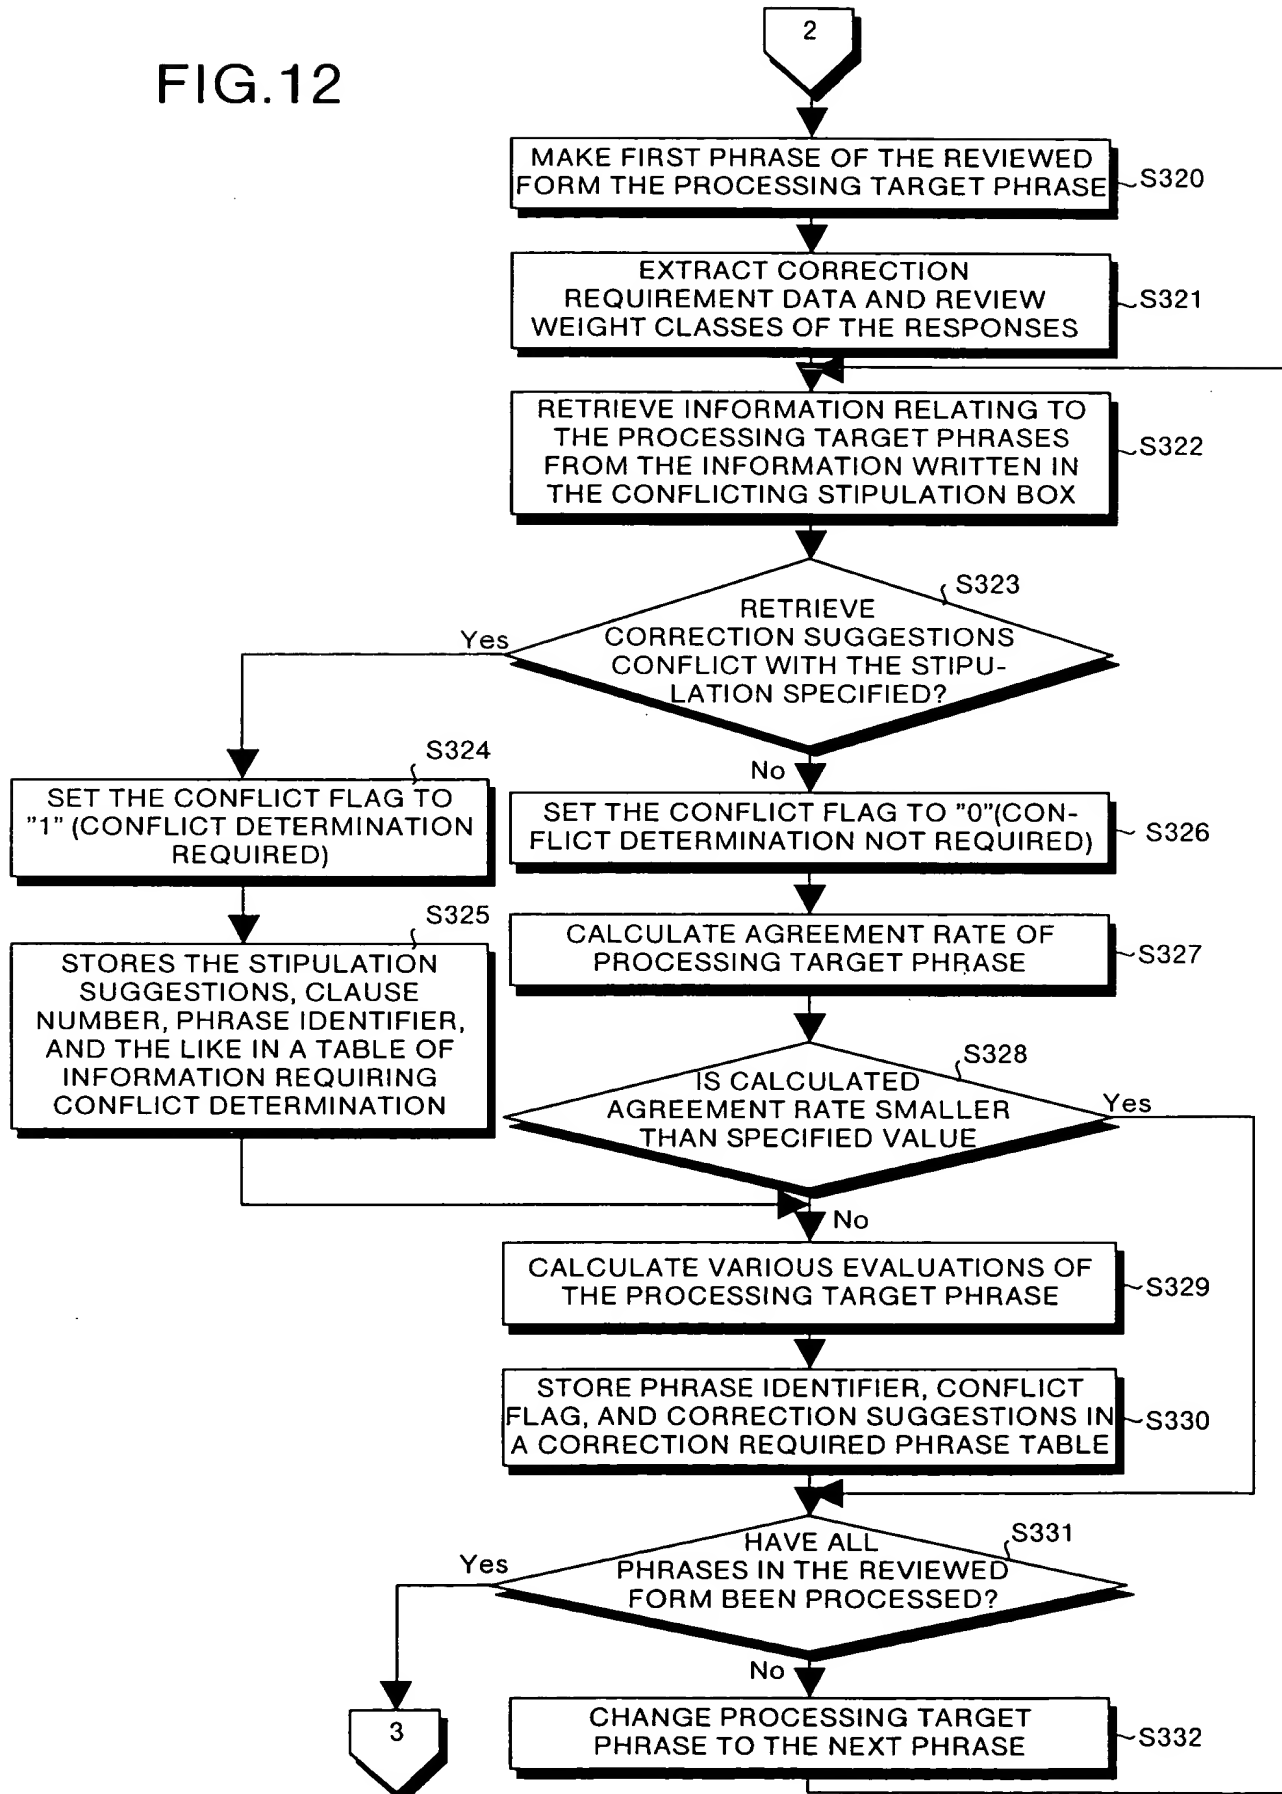 2
FIG.12
MAKE FIRST PHRASE OF THE REVIEWED
FORM THE PROCESSING TARGET PHRASE
S320
EXTRACT CORRECTION
REQUIREMENT DATA AND REVIEW
WEIGHT CLASSES OF THE RESPONSES
S321
RETRIEVE INFORMATION RELATING TO
THE PROCESSING TARGET PHRASES
FROM THE INFORMATION WRITTEN IN
THE CONFLICTING STIPULATION BOX
S322
S323
RETRIEVE
CORRECTION SUGGESTIONS
CONFLICT WITH THE STIPU-
LATION SPECIFIED?
Yes
No
S324
SET THE CONFLICT FLAG TO
"1" (CONFLICT DETERMINATION
REQUIRED)
SET THE CONFLICT FLAG TO "0"(CON-
FLICT DETERMINATION NOT REQUIRED)
S326
S325
STORES THE STIPULATION
SUGGESTIONS, CLAUSE
NUMBER, PHRASE IDENTIFIER,
AND THE LIKE IN A TABLE OF
INFORMATION REQUIRING
CONFLICT DETERMINATION
CALCULATE AGREEMENT RATE OF
PROCESSING TARGET PHRASE
S327
S328
IS CALCULATED
AGREEMENT RATE SMALLER
THAN SPECIFIED VALUE
Yes
No
CALCULATE VARIOUS EVALUATIONS OF
THE PROCESSING TARGET PHRASE
S329
STORE PHRASE IDENTIFIER, CONFLICT
FLAG, AND CORRECTION SUGGESTIONS IN
A CORRECTION REQUIRED PHRASE TABLE
S330
S331
HAVE ALL
PHRASES IN THE REVIEWED
FORM BEEN PROCESSED?
Yes
No
3
CHANGE PROCESSING TARGET
PHRASE TO THE NEXT PHRASE
S332